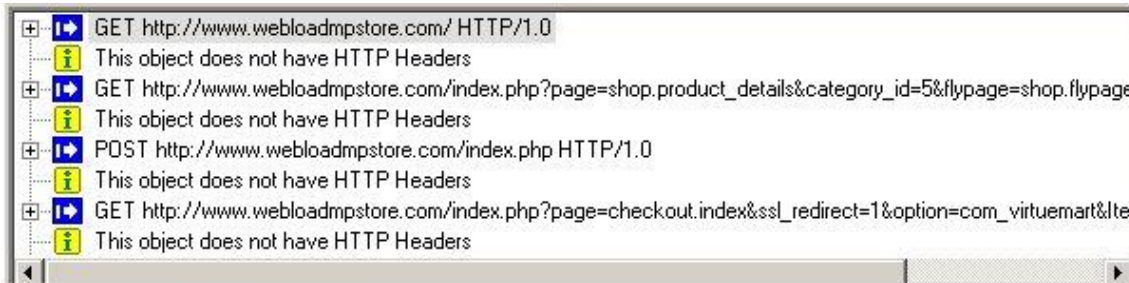 GET http://www.webloadmpstore.com/ HTTP/1.0
This object does not have HTTP Headers
GET http://www.webloadmpstore.com/index.php?page=shop.product_details&category_id=5&flypage=shop.flypage
This object does not have HTTP Headers
POST http://www.webloadmpstore.com/index.php HTTP/1.0
This object does not have HTTP Headers
GET http://www.webloadmpstore.com/index.php?page=checkout.index&ssl_redirect=1&option=com_virtuemart&Ite
This object does not have HTTP Headers